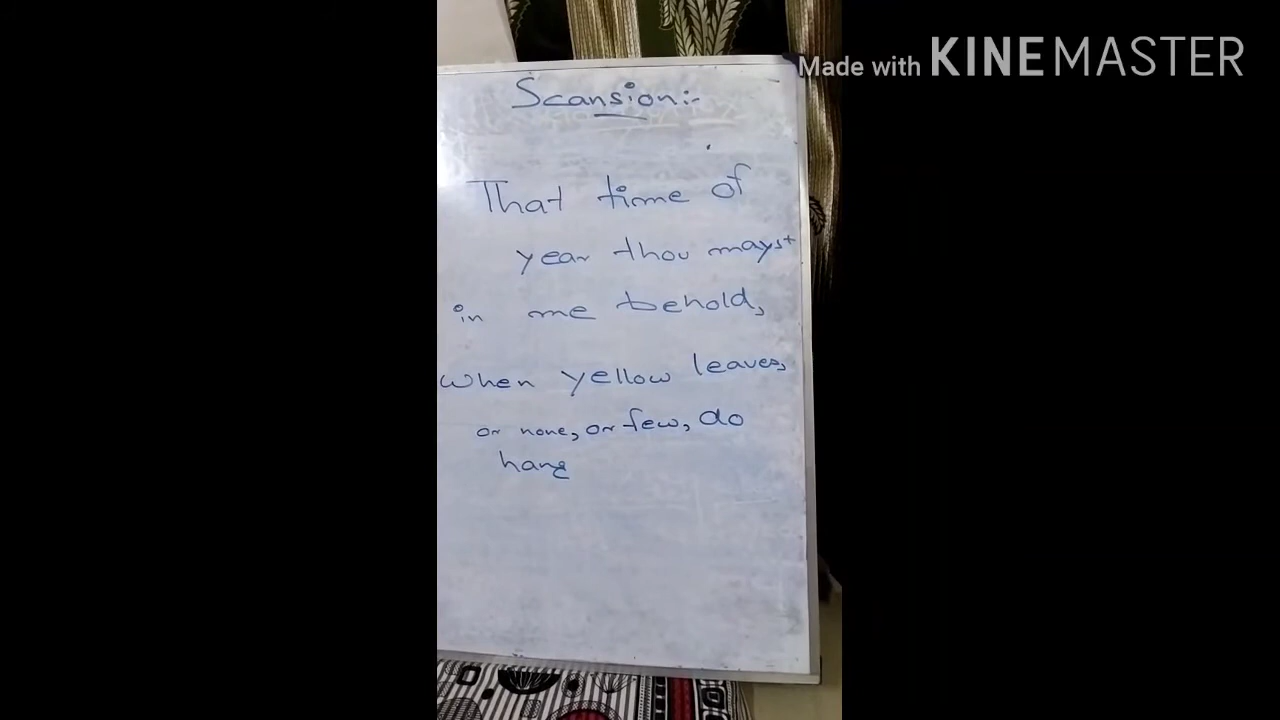 Made with KINEMASTER
Scansion:-
That time of
year thou mayst
in me behold,
when yellow leaves,
or none, or few, do
hang